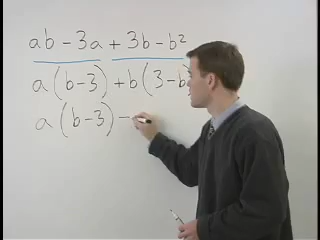 ab - 3a + 3b - b²
a(b-3) + b(3-b)
a(b-3) -